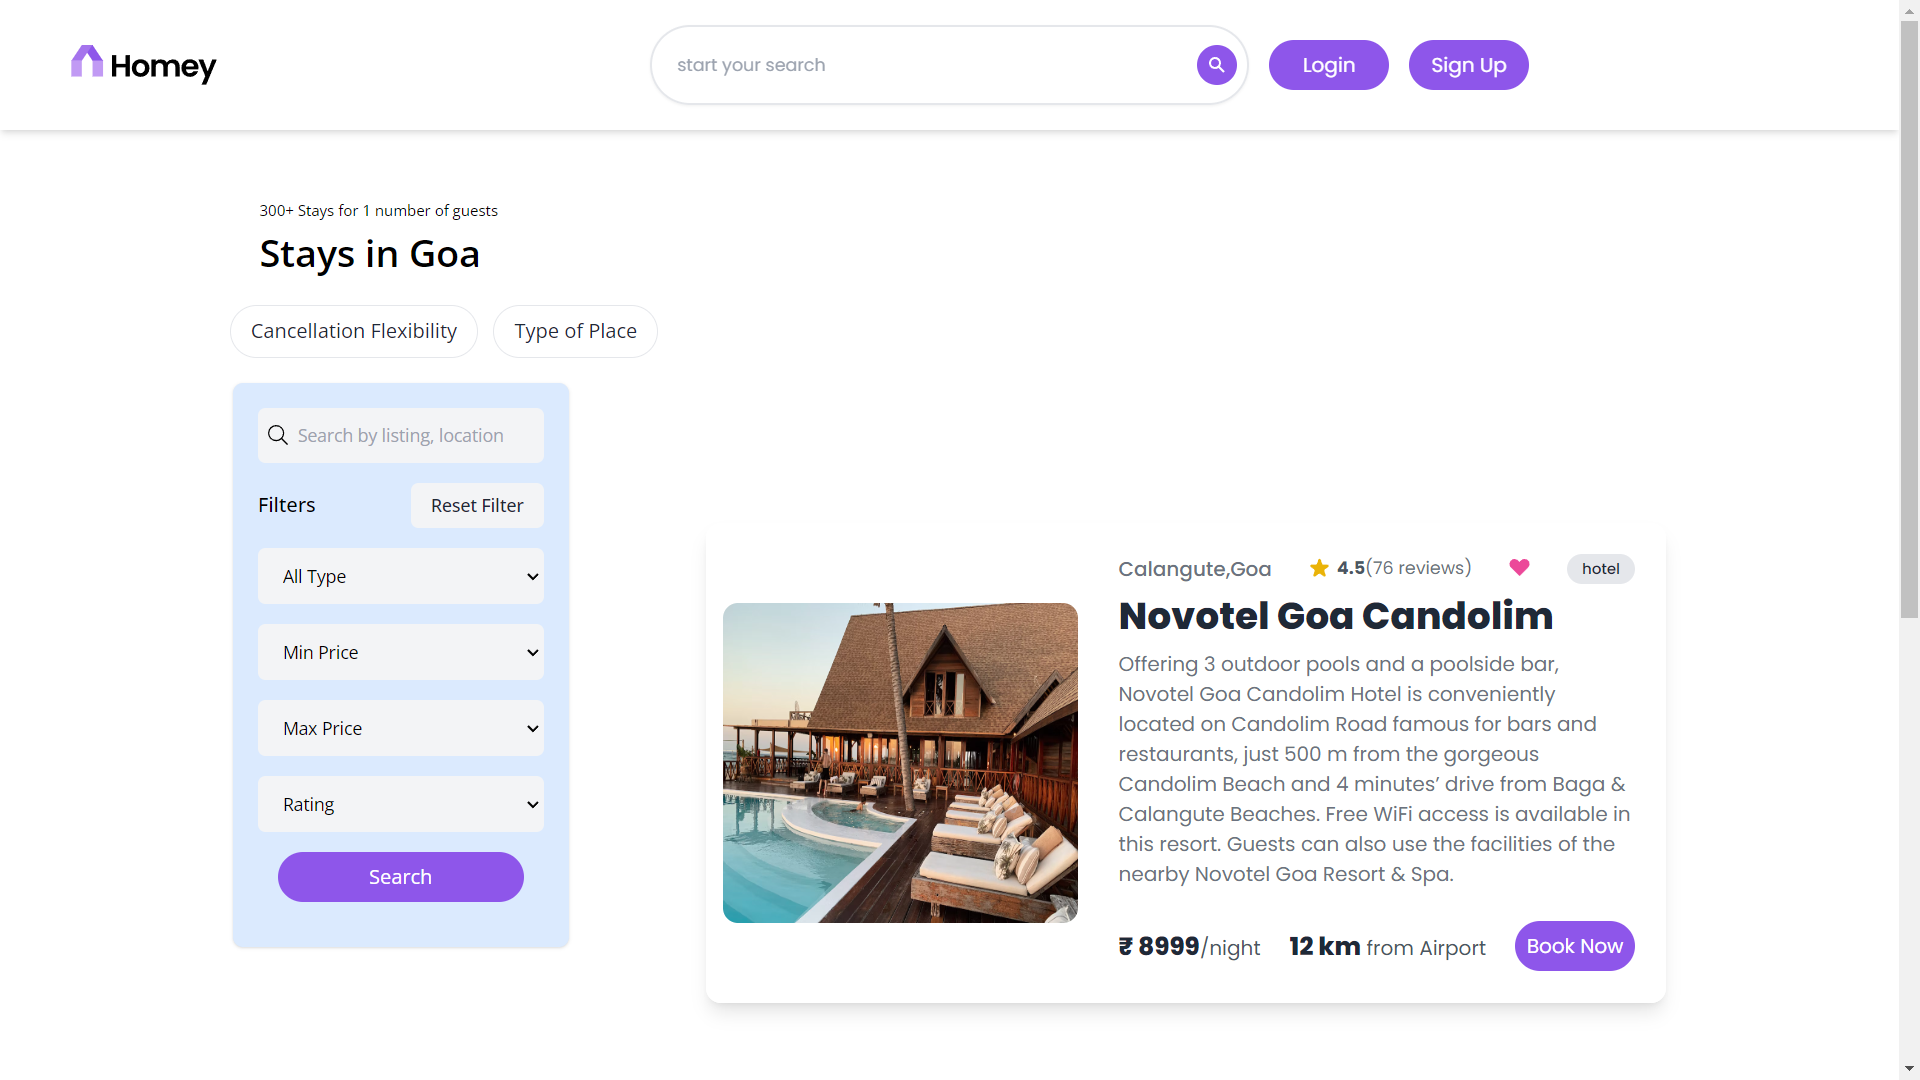 Homey
start your search
Login
Sign Up
300+ Stays for 1 number of guests
Stays in Goa
Cancellation Flexibility
Type of Place
Search by listing, location
Filters
Reset Filter
All Type
Min Price
Max Price
Rating
Search
Calangute,Goa
4.5(76 reviews)
hotel
Novotel Goa Candolim
Offering 3 outdoor pools and a poolside bar,
Novotel Goa Candolim Hotel is conveniently
located on Candolim Road famous for bars and
restaurants, just 500 m from the gorgeous
Candolim Beach and 4 minutes’ drive from Baga &
Calangute Beaches. Free WiFi access is available in
this resort. Guests can also use the facilities of the
nearby Novotel Goa Resort & Spa.
₹ 8999/night
12 km from Airport
Book Now